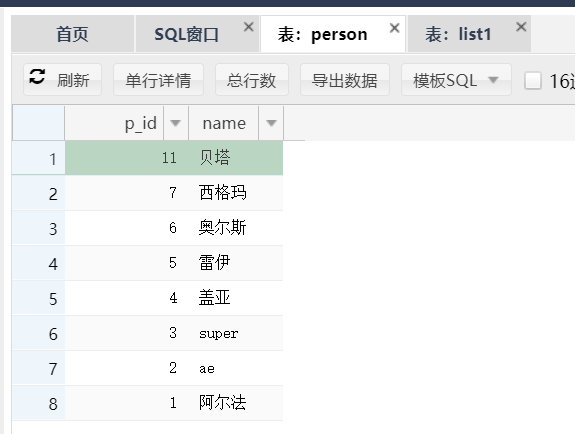 首页 SQL窗口 表：person 表：list1
刷新 单行详情 总行数 导出数据 模板SQL 16
p_id name
1 11 贝塔
2 7 西格玛
3 6 奥尔斯
4 5 雷伊
5 4 盖亚
6 3 super
7 2 ae
8 1 阿尔法